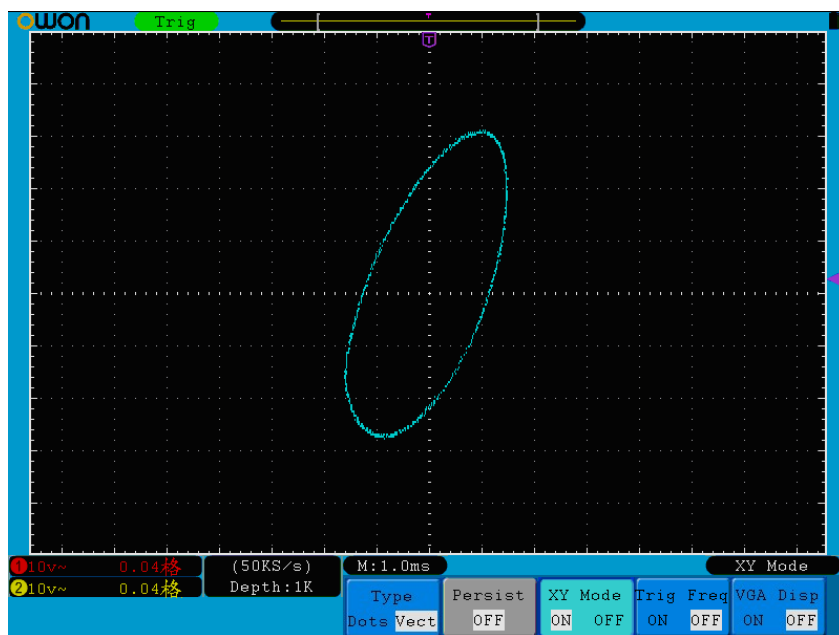 OWON Trig
T
T
1 10v~ 0.04格 (50KS/s) M:1.0ms XY Mode
2 10v~ 0.04格 Depth:1K
Type Persist XY Mode Trig Freq VGA Disp
Dots Vect OFF ON OFF ON OFF ON OFF